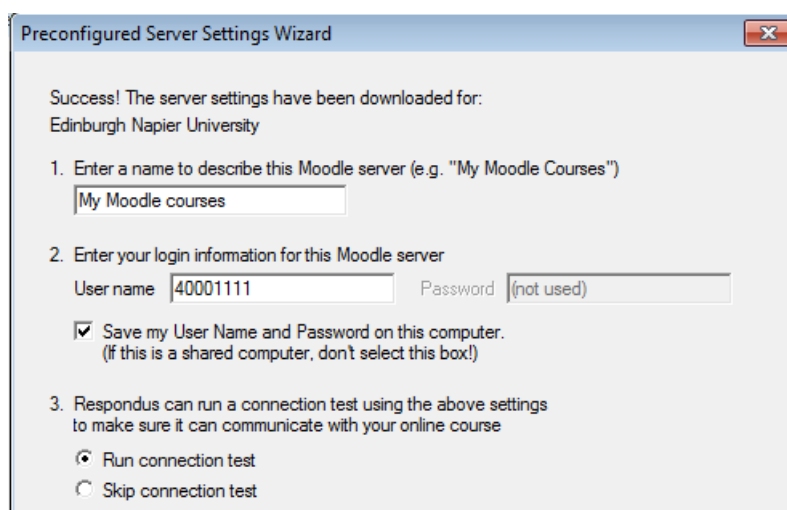 Preconfigured Server Settings Wizard
Success! The server settings have been downloaded for:
Edinburgh Napier University
1. Enter a name to describe this Moodle server (e.g. "My Moodle Courses")
My Moodle courses
2. Enter your login information for this Moodle server
User name 40001111 Password (not used)
Save my User Name and Password on this computer.
(If this is a shared computer, don't select this box!)
3. Respondus can run a connection test using the above settings
to make sure it can communicate with your online course
Run connection test
Skip connection test